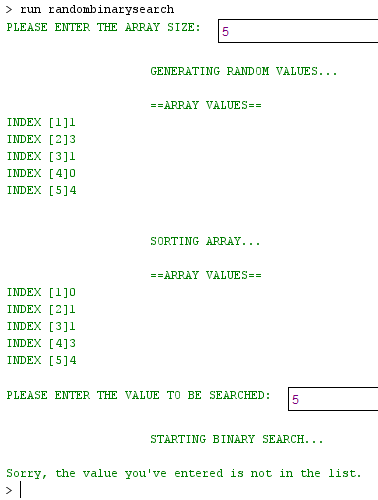 > run randombinarysearch
PLEASE ENTER THE ARRAY SIZE: 5
GENERATING RANDOM VALUES...
==ARRAY VALUES==
INDEX [1]1
INDEX [2]3
INDEX [3]1
INDEX [4]0
INDEX [5]4
SORTING ARRAY...
==ARRAY VALUES==
INDEX [1]0
INDEX [2]1
INDEX [3]1
INDEX [4]3
INDEX [5]4
PLEASE ENTER THE VALUE TO BE SEARCHED: 5
STARTING BINARY SEARCH...
Sorry, the value you've entered is not in the list.
>